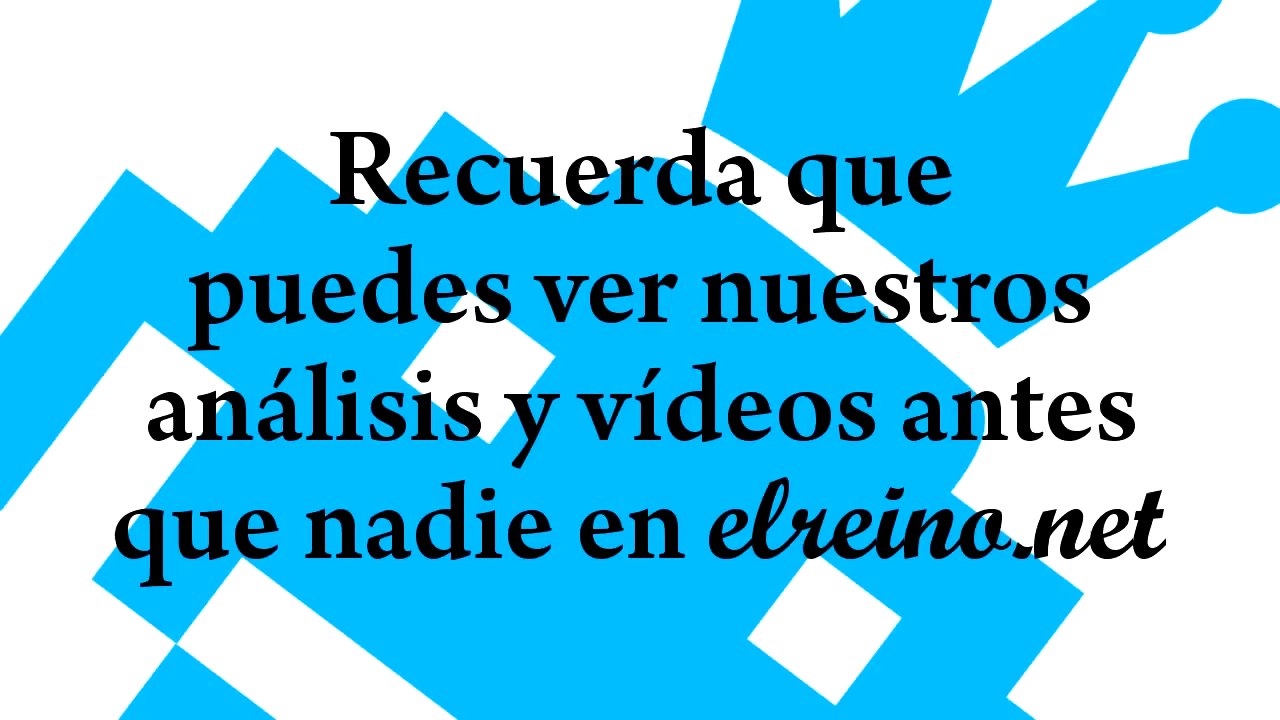 Recuerda que
puedes ver nuestros
análisis y vídeos antes
que nadie en elreino.net